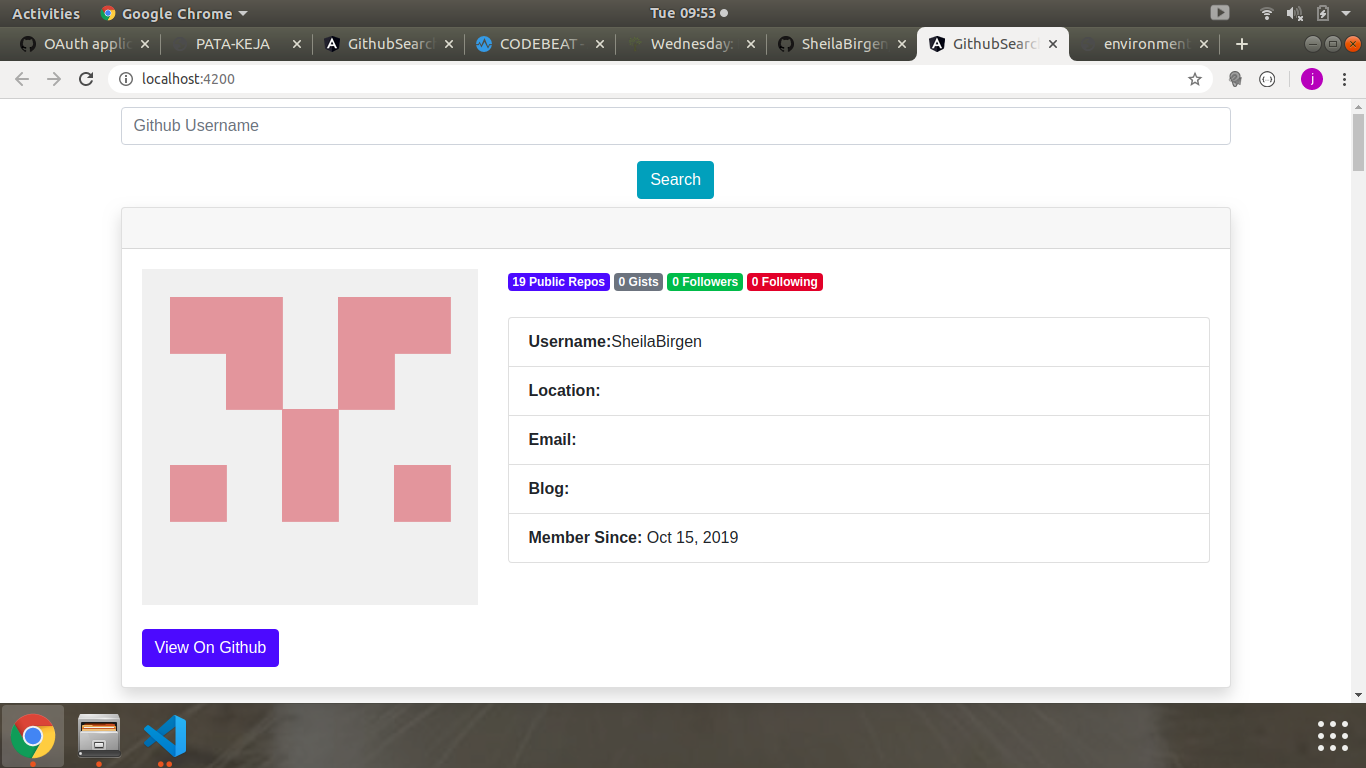 Activities Google Chrome Tue 09:53
OAuth applic PATA-KEJA GithubSearc CODEBEAT - Wednesday: SheilaBirgen GithubSearc environment
localhost:4200 j
Github Username
Search
19 Public Repos 0 Gists 0 Followers 0 Following
Username:SheilaBirgen
Location:
Email:
Blog:
Member Since: Oct 15, 2019
View On Github